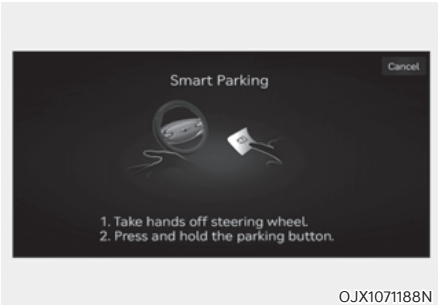 Cancel
Smart Parking
1. Take hands off steering wheel.
2. Press and hold the parking button.
OJX1071188N